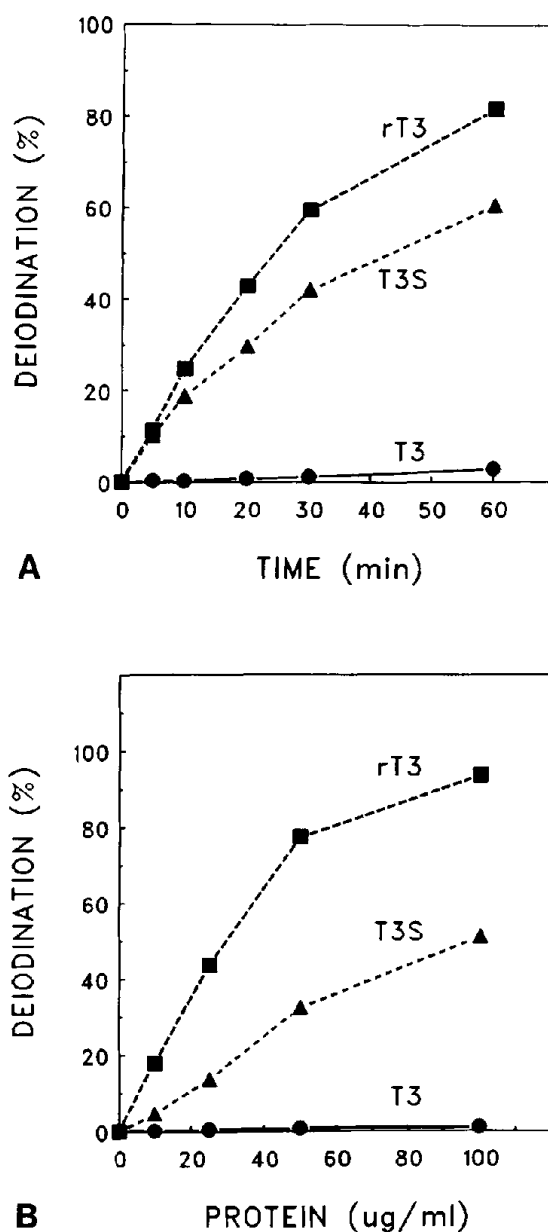 100
80
60
40
20
0
DEIODINATION (%)
rT3
T3S
T3
0 10 20 30 40 50 60
A
TIME (min)
100
80
60
40
20
0
DEIODINATION (%)
rT3
T3S
T3
0 20 40 60 80 100
B
PROTEIN (ug/ml)